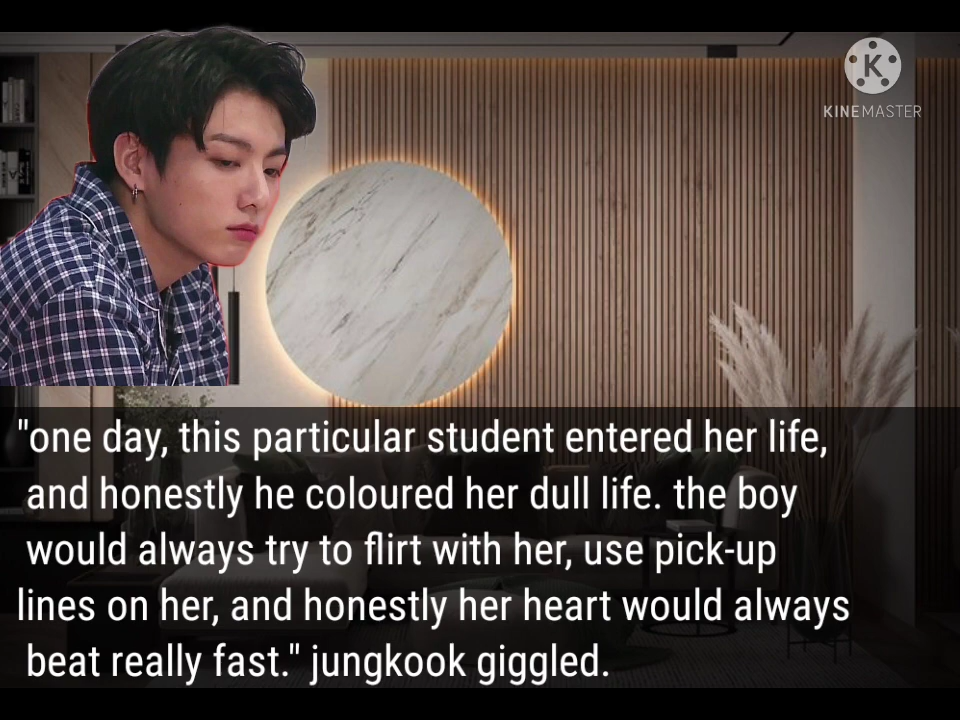 K
KINEMASTER
"one day, this particular student entered her life,
and honestly he coloured her dull life. the boy
would always try to flirt with her, use pick-up
lines on her, and honestly her heart would always
beat really fast." jungkook giggled.